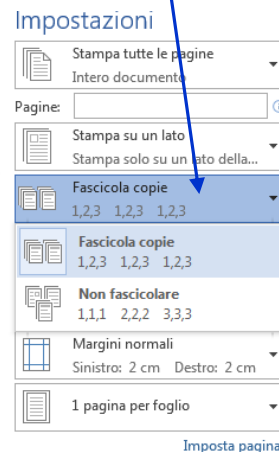 Impostazioni
Stampa tutte le pagine
Intero documento
Pagine:
Stampa su un lato
Stampa solo su un lato della...
Fascicola copie
1,2,3 1,2,3 1,2,3
Fascicola copie
1,2,3 1,2,3 1,2,3
Non fascicolare
1,1,1 2,2,2 3,3,3
Margini normali
Sinistro: 2 cm Destro: 2 cm
1 pagina per foglio
Imposta pagina